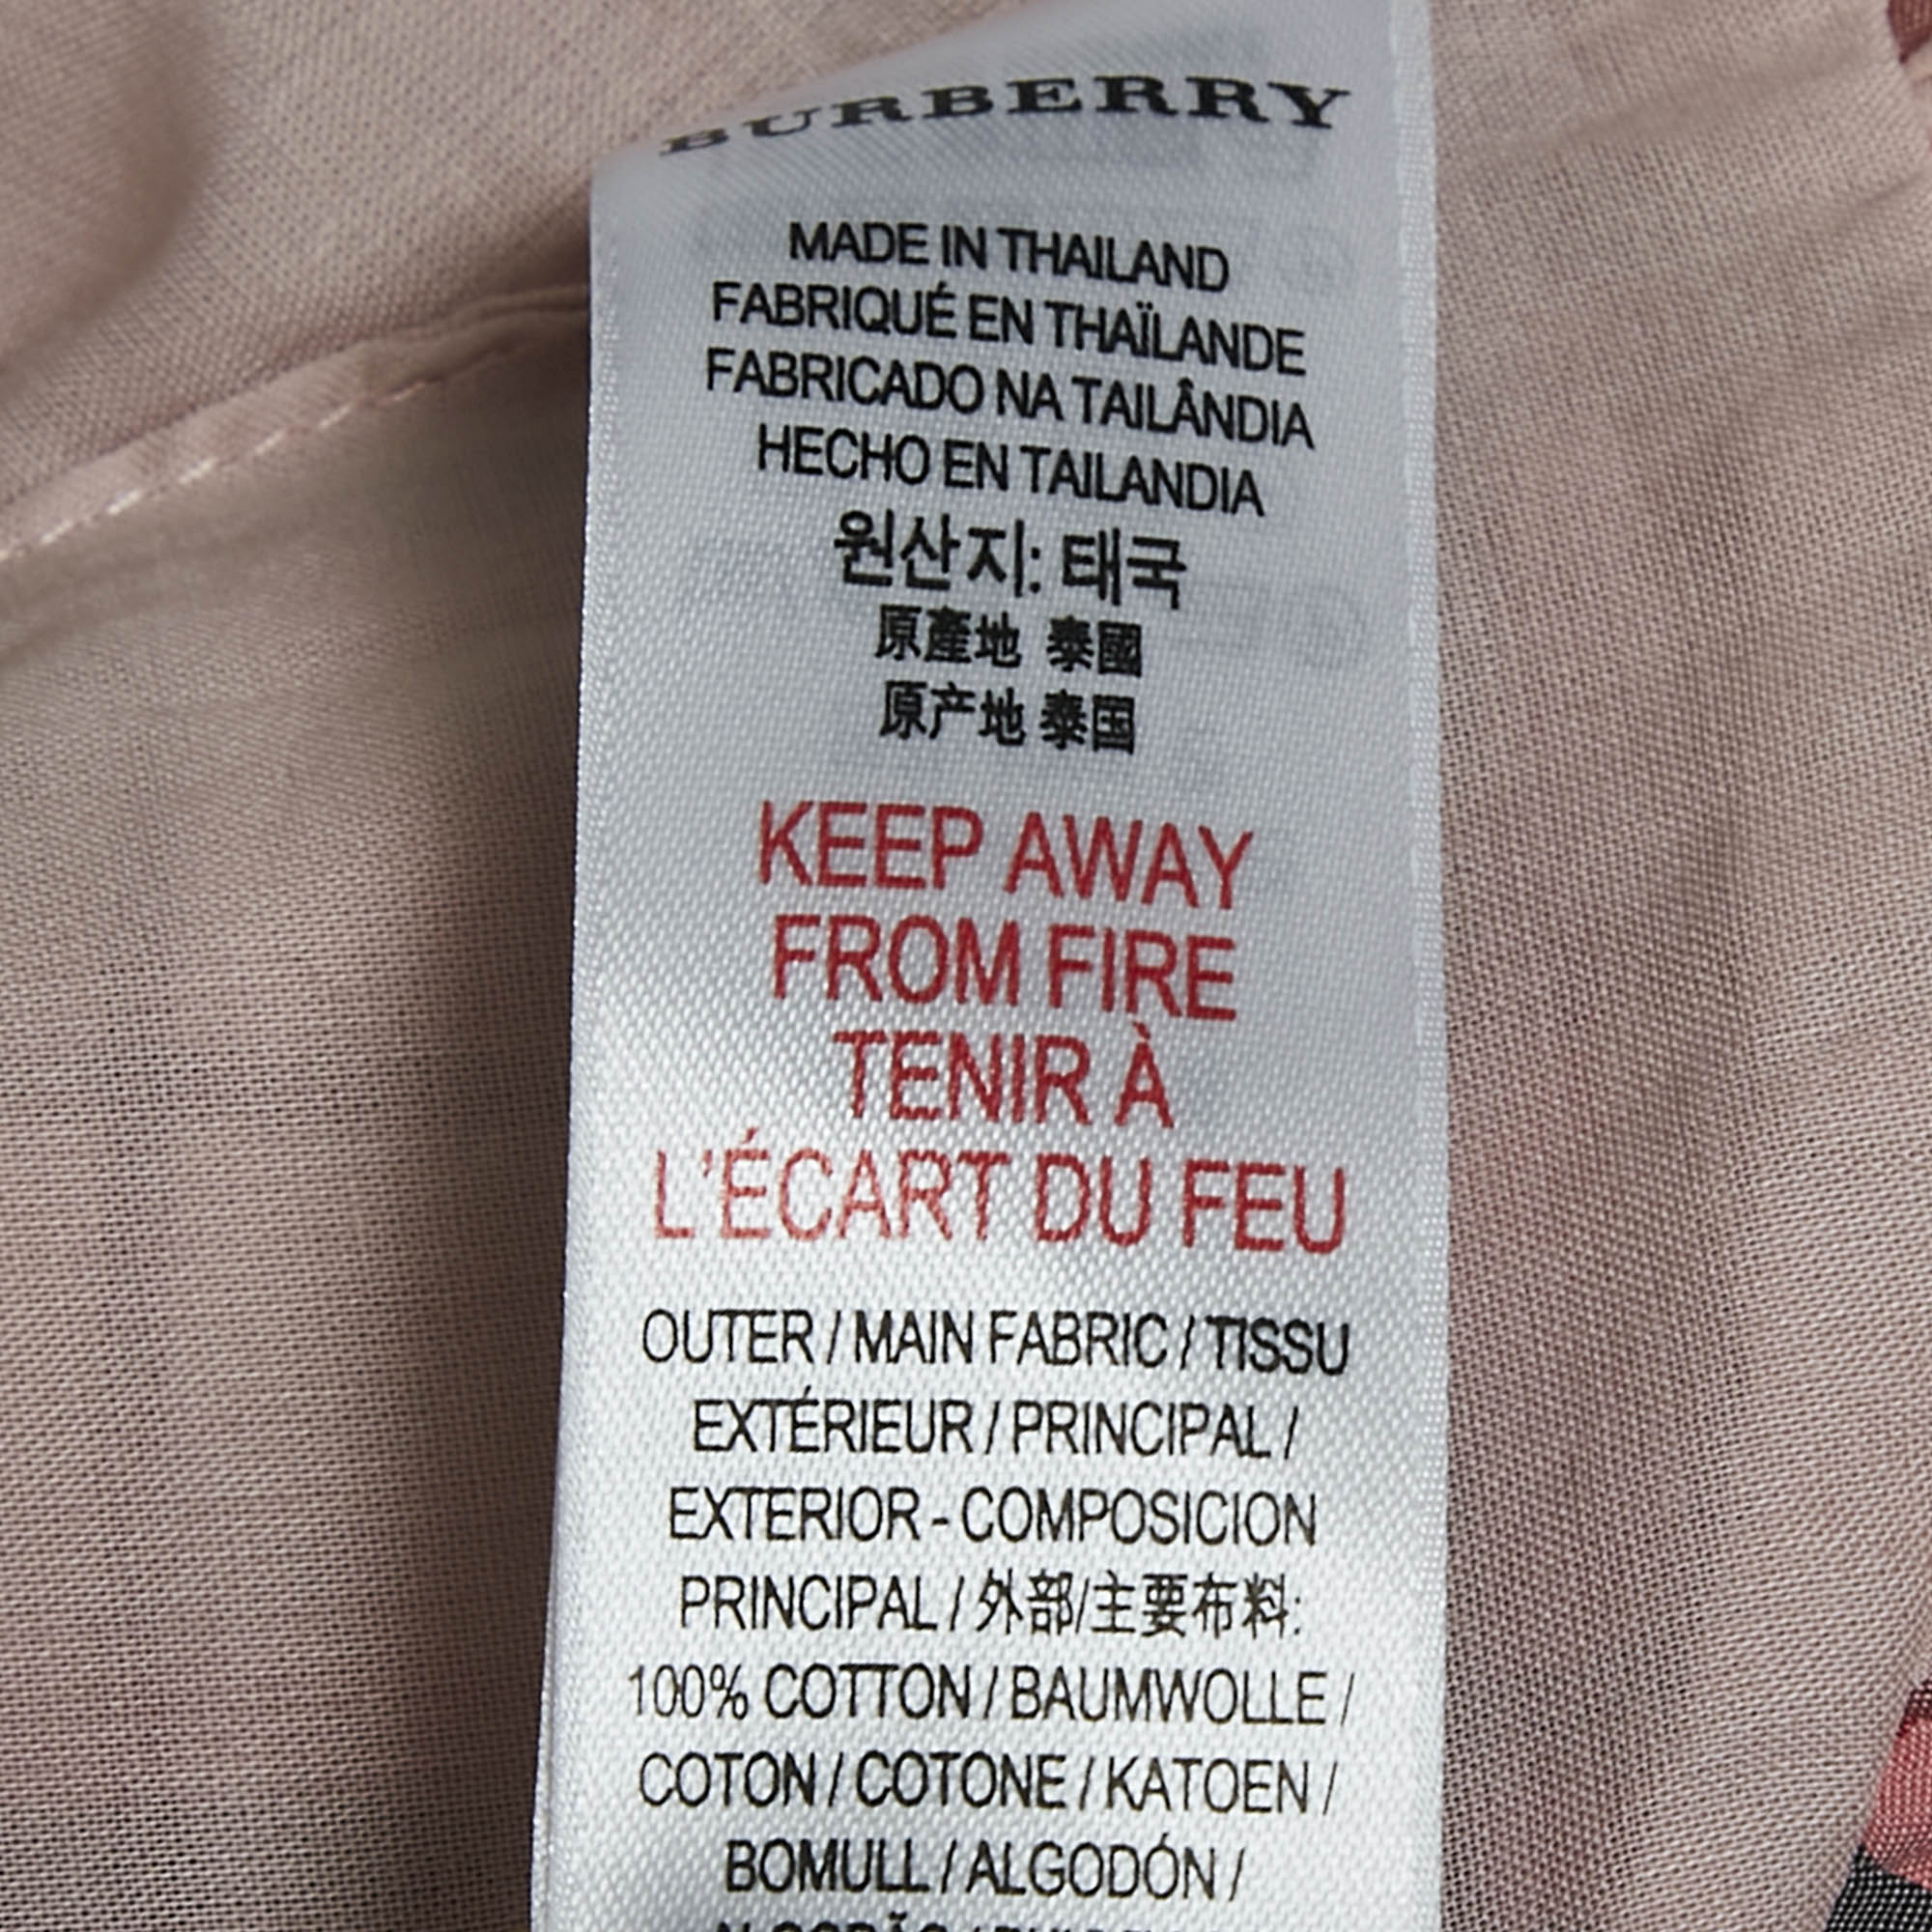 BURBERRY
MADE IN THAILAND
FABRIQUÉ EN THAÏLANDE
FABRICADO NA TAILÂNDIA
HECHO EN TAILANDIA
원산지: 태국
原產地 泰國
原产地 泰国
KEEP AWAY
FROM FIRE
TENIR À
L'ÉCART DU FEU
OUTER / MAIN FABRIC / TISSU
EXTÉRIEUR / PRINCIPAL /
EXTERIOR - COMPOSICION
PRINCIPAL / 外部/主要布料:
100% COTTON / BAUMWOLLE /
COTON / COTONE / KATOEN /
BOMULL / ALGODÓN /